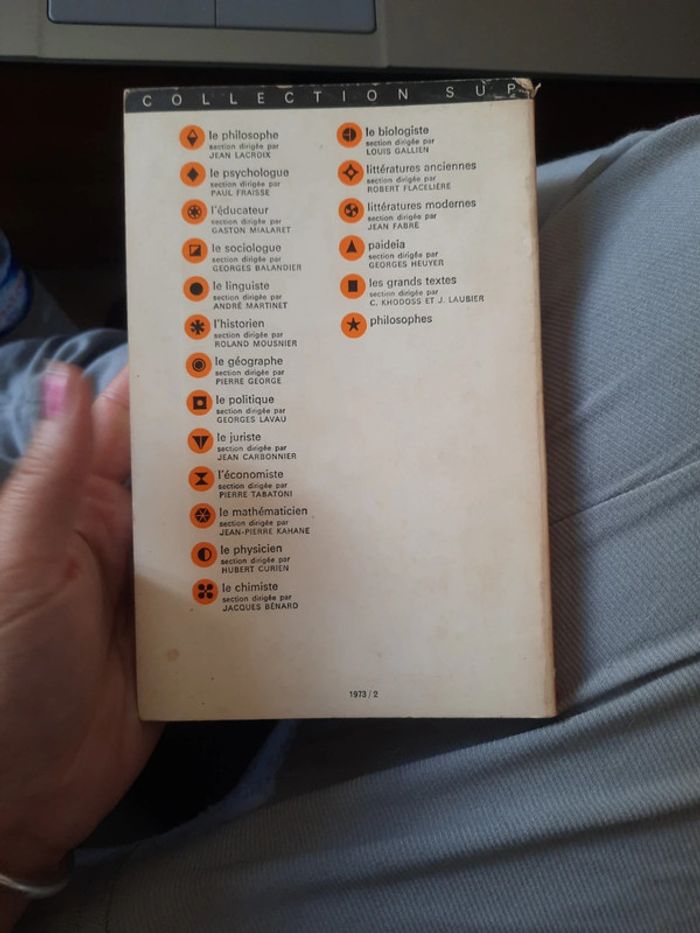 COLLECTION SUP
le philosophe
section dirigée par
JEAN LACROIX
le psychologue
section dirigée par
PAUL FRAISSE
l'éducateur
section dirigée par
GASTON MIALARET
le sociologue
section dirigée par
GEORGES BALANDIER
le linguiste
section dirigée par
ANDRÉ MARTINET
l'historien
section dirigée par
ROLAND MOUSNIER
le géographe
section dirigée par
PIERRE GEORGE
le politique
section dirigée par
GEORGES LAVAU
le juriste
section dirigée par
JEAN CARBONNIER
l'économiste
section dirigée par
PIERRE TABATONI
le mathématicien
section dirigée par
JEAN-PIERRE KAHANE
le physicien
section dirigée par
HUBERT CURIEN
le chimiste
section dirigée par
JACQUES BÉNARD
le biologiste
section dirigée par
LOUIS GALLIEN
littératures anciennes
section dirigée par
ROBERT FLACELIÈRE
littératures modernes
section dirigée par
JEAN FABRE
paideia
section dirigée par
GEORGES HEUYER
les grands textes
section dirigée par
C. KHODOSS ET J. LAUBIER
philosophes
1973/2